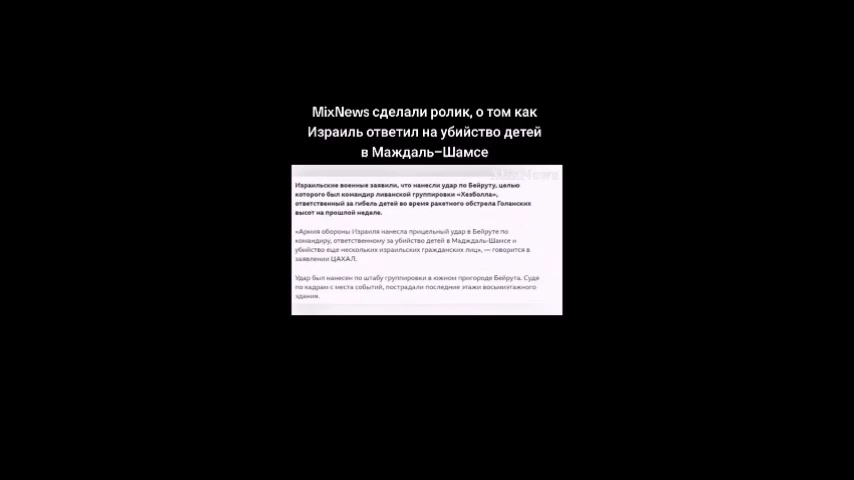 MixNews сделали ролик, о том как
Израиль ответил на убийство детей
в Маждаль-Шамсе
MixNews
Израильские военные заявили, что нанесли удар по Бейруту, целью
которого был командир ливанской группировки «Хезболла»,
ответственный за гибель детей во время ракетного обстрела Голанских
высот на прошлой неделе.
«Армия обороны Израиля нанесла прицельный удар в Бейруте по
командиру, ответственному за убийство детей в Мадждаль-Шамсе и
убийство еще нескольких израильских гражданских лиц», — говорится в
заявлении ЦАХАЛ.
Удар был нанесен по штабу группировки в южном пригороде Бейрута. Судя
по кадрам с места событий, пострадали последние этажи восьмиэтажного
здания.